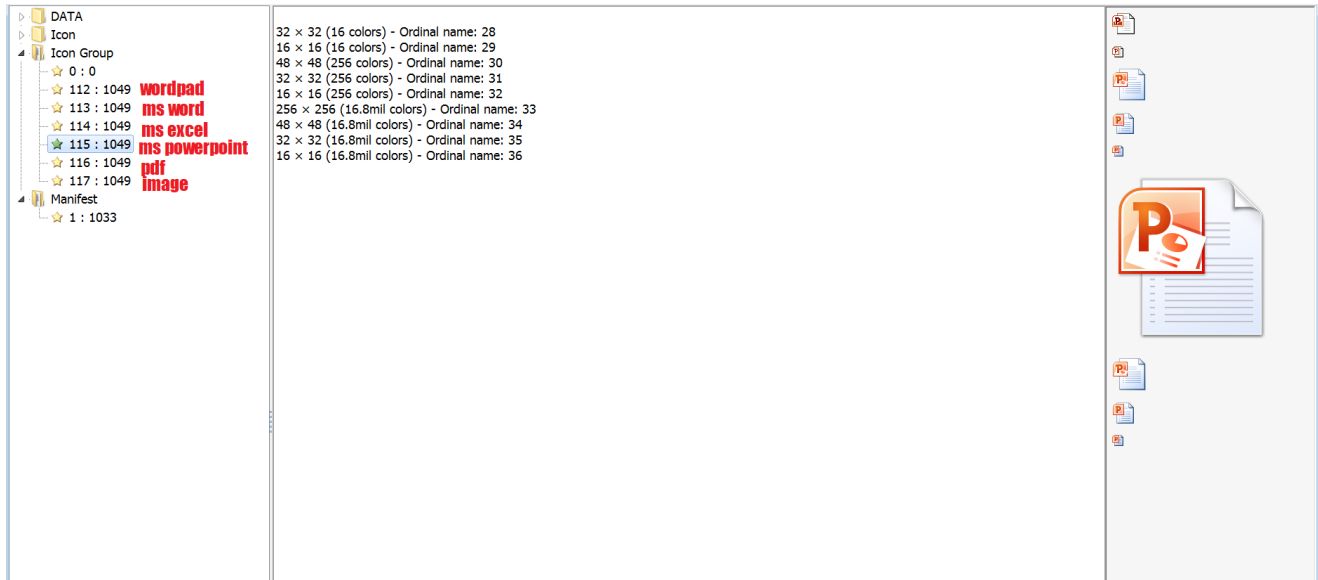 DATA
Icon
Icon Group
0 : 0
112 : 1049 wordpad
113 : 1049 ms word
114 : 1049 ms excel
115 : 1049 ms powerpoint
116 : 1049 pdf
117 : 1049 image
Manifest
1 : 1033
32 × 32 (16 colors) - Ordinal name: 28
16 × 16 (16 colors) - Ordinal name: 29
48 × 48 (256 colors) - Ordinal name: 30
32 × 32 (256 colors) - Ordinal name: 31
16 × 16 (256 colors) - Ordinal name: 32
256 × 256 (16.8mil colors) - Ordinal name: 33
48 × 48 (16.8mil colors) - Ordinal name: 34
32 × 32 (16.8mil colors) - Ordinal name: 35
16 × 16 (16.8mil colors) - Ordinal name: 36
P
P
P
P
P
P
P
P
P